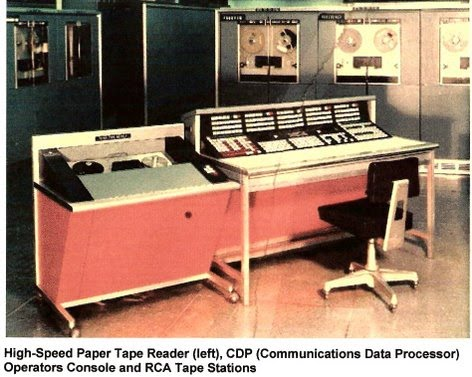 High-Speed Paper Tape Reader (left), CDP (Communications Data Processor)
Operators Console and RCA Tape Stations